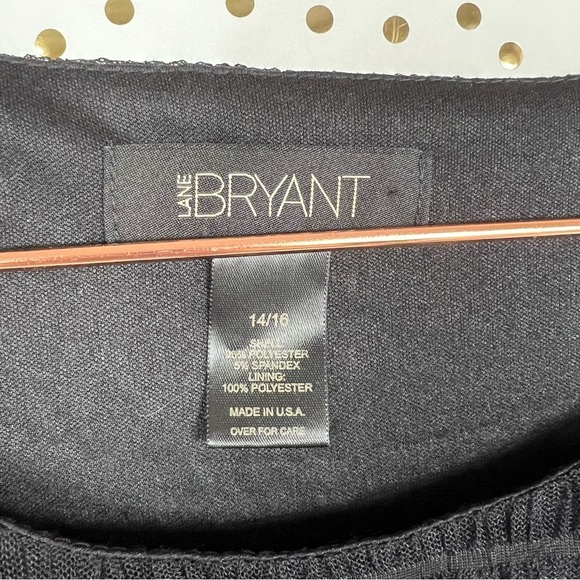 LANE BRYANT
14/16
SHELL:
95% POLYESTER
5% SPANDEX
LINING:
100% POLYESTER
MADE IN U.S.A.
OVER FOR CARE